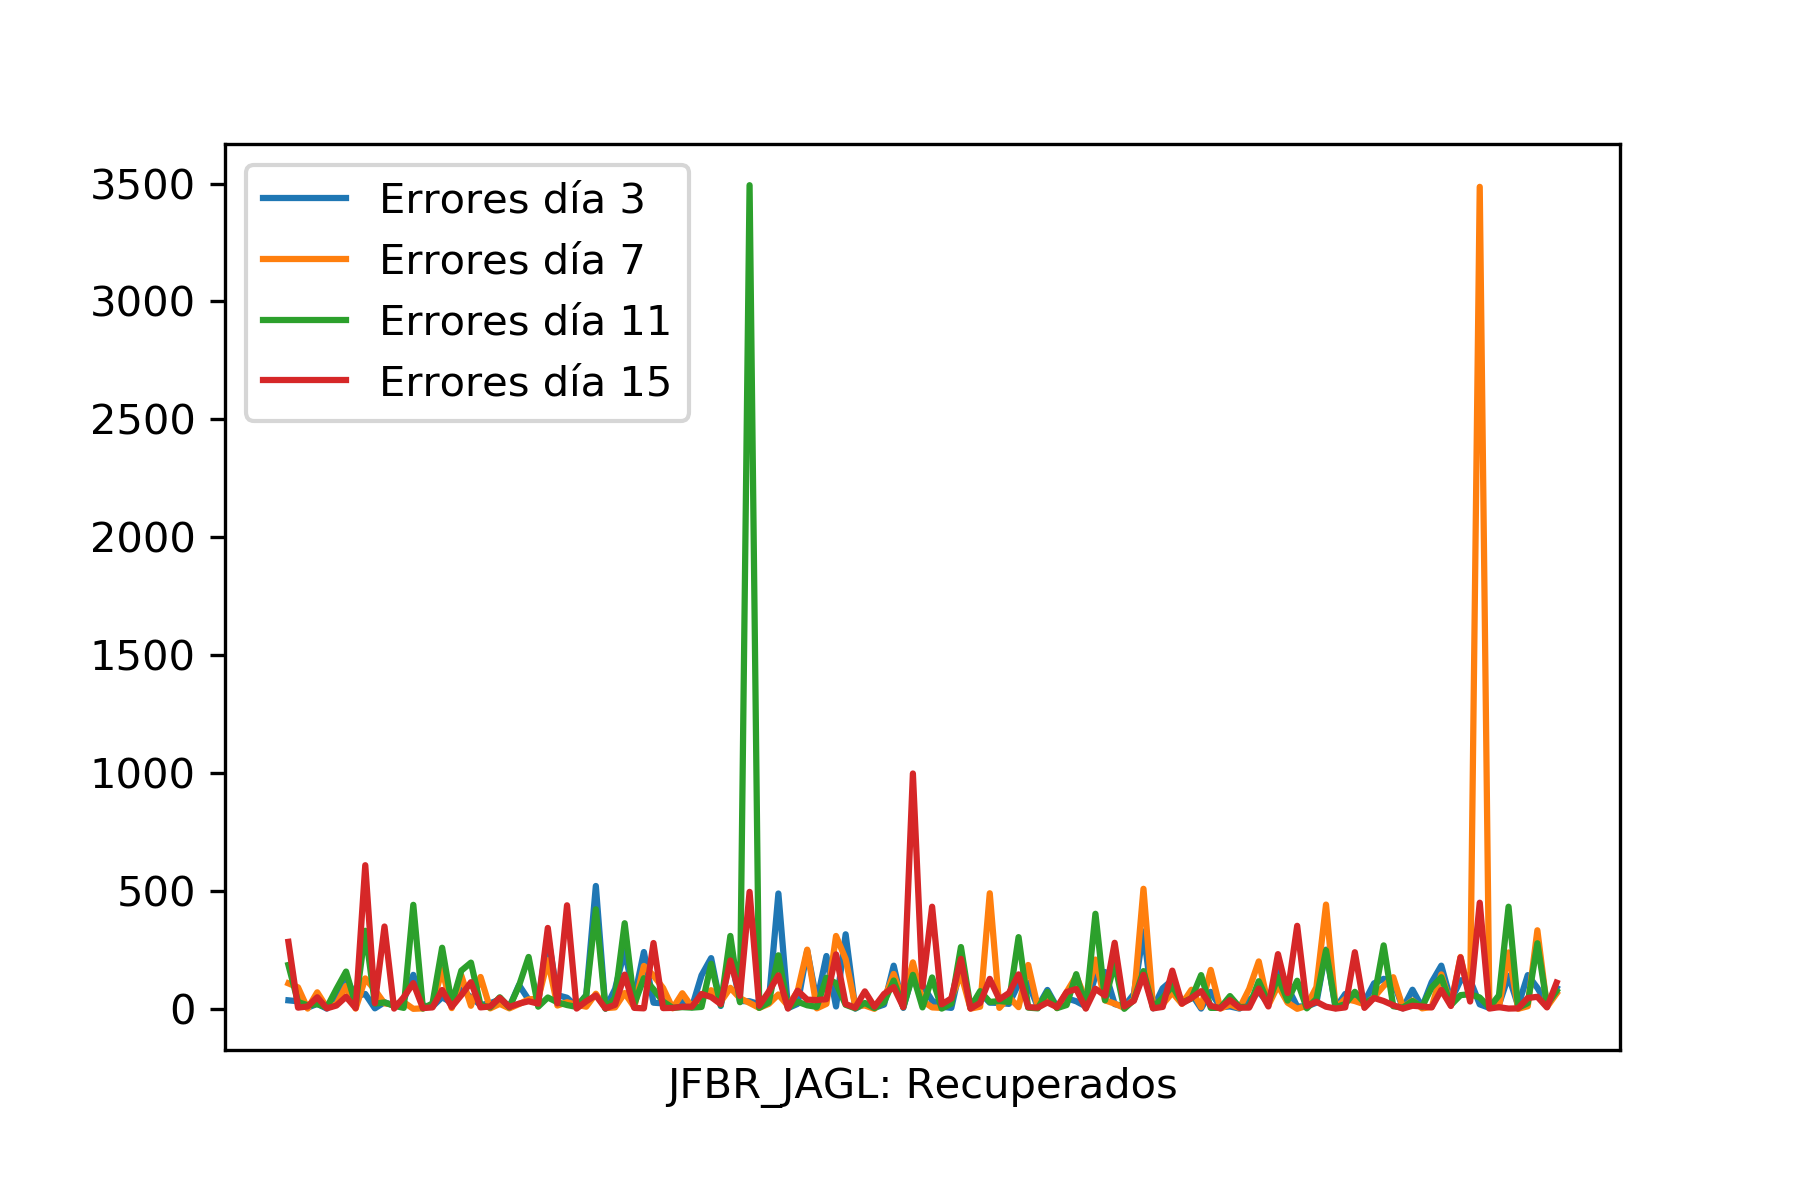 3500
3000
2500
2000
1500
1000
500
0
Errores día 3
Errores día 7
Errores día 11
Errores día 15
JFBR_JAGL: Recuperados